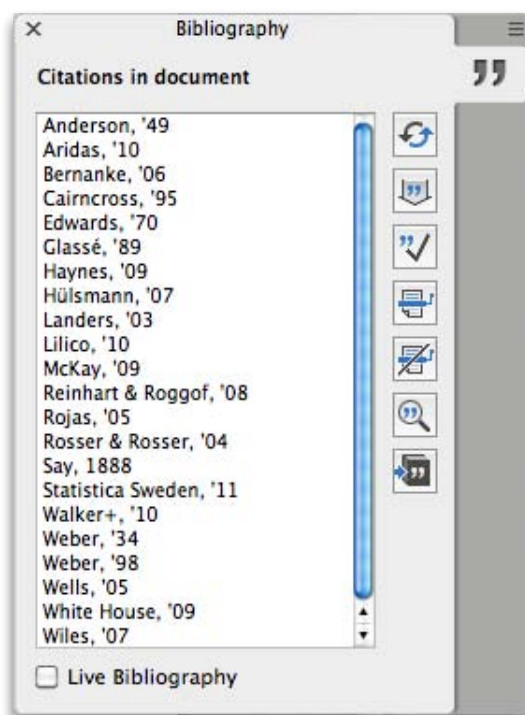 Bibliography
Citations in document
Anderson, '49
Aridas, '10
Bernanke, '06
Cairncross, '95
Edwards, '70
Glassé, '89
Haynes, '09
Hülsmann, '07
Landers, '03
Lilico, '10
McKay, '09
Reinhart & Roggof, '08
Rojas, '05
Rosser & Rosser, '04
Say, 1888
Statistica Sweden, '11
Walker+, '10
Weber, '34
Weber, '98
Wells, '05
White House, '09
Wiles, '07
Live Bibliography